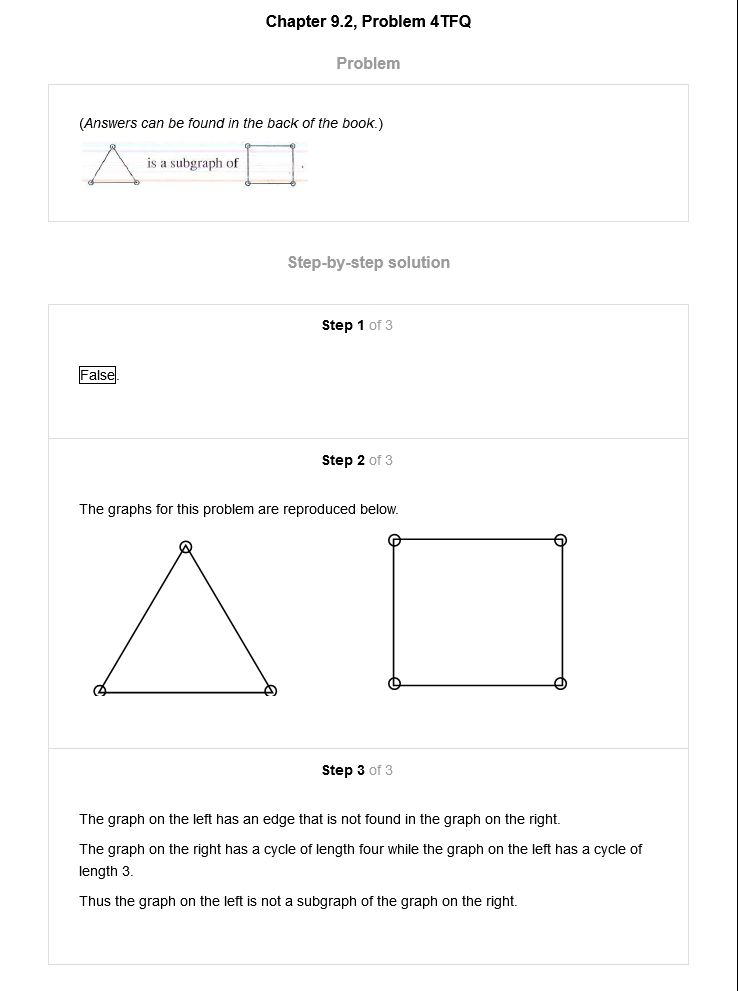 Chapter 9.2, Problem 4TFQ
Problem
(Answers can be found in the back of the book.)
is a subgraph of .
Step-by-step solution
Step 1 of 3
False.
Step 2 of 3
The graphs for this problem are reproduced below.
Step 3 of 3
The graph on the left has an edge that is not found in the graph on the right.
The graph on the right has a cycle of length four while the graph on the left has a cycle of
length 3.
Thus the graph on the left is not a subgraph of the graph on the right.